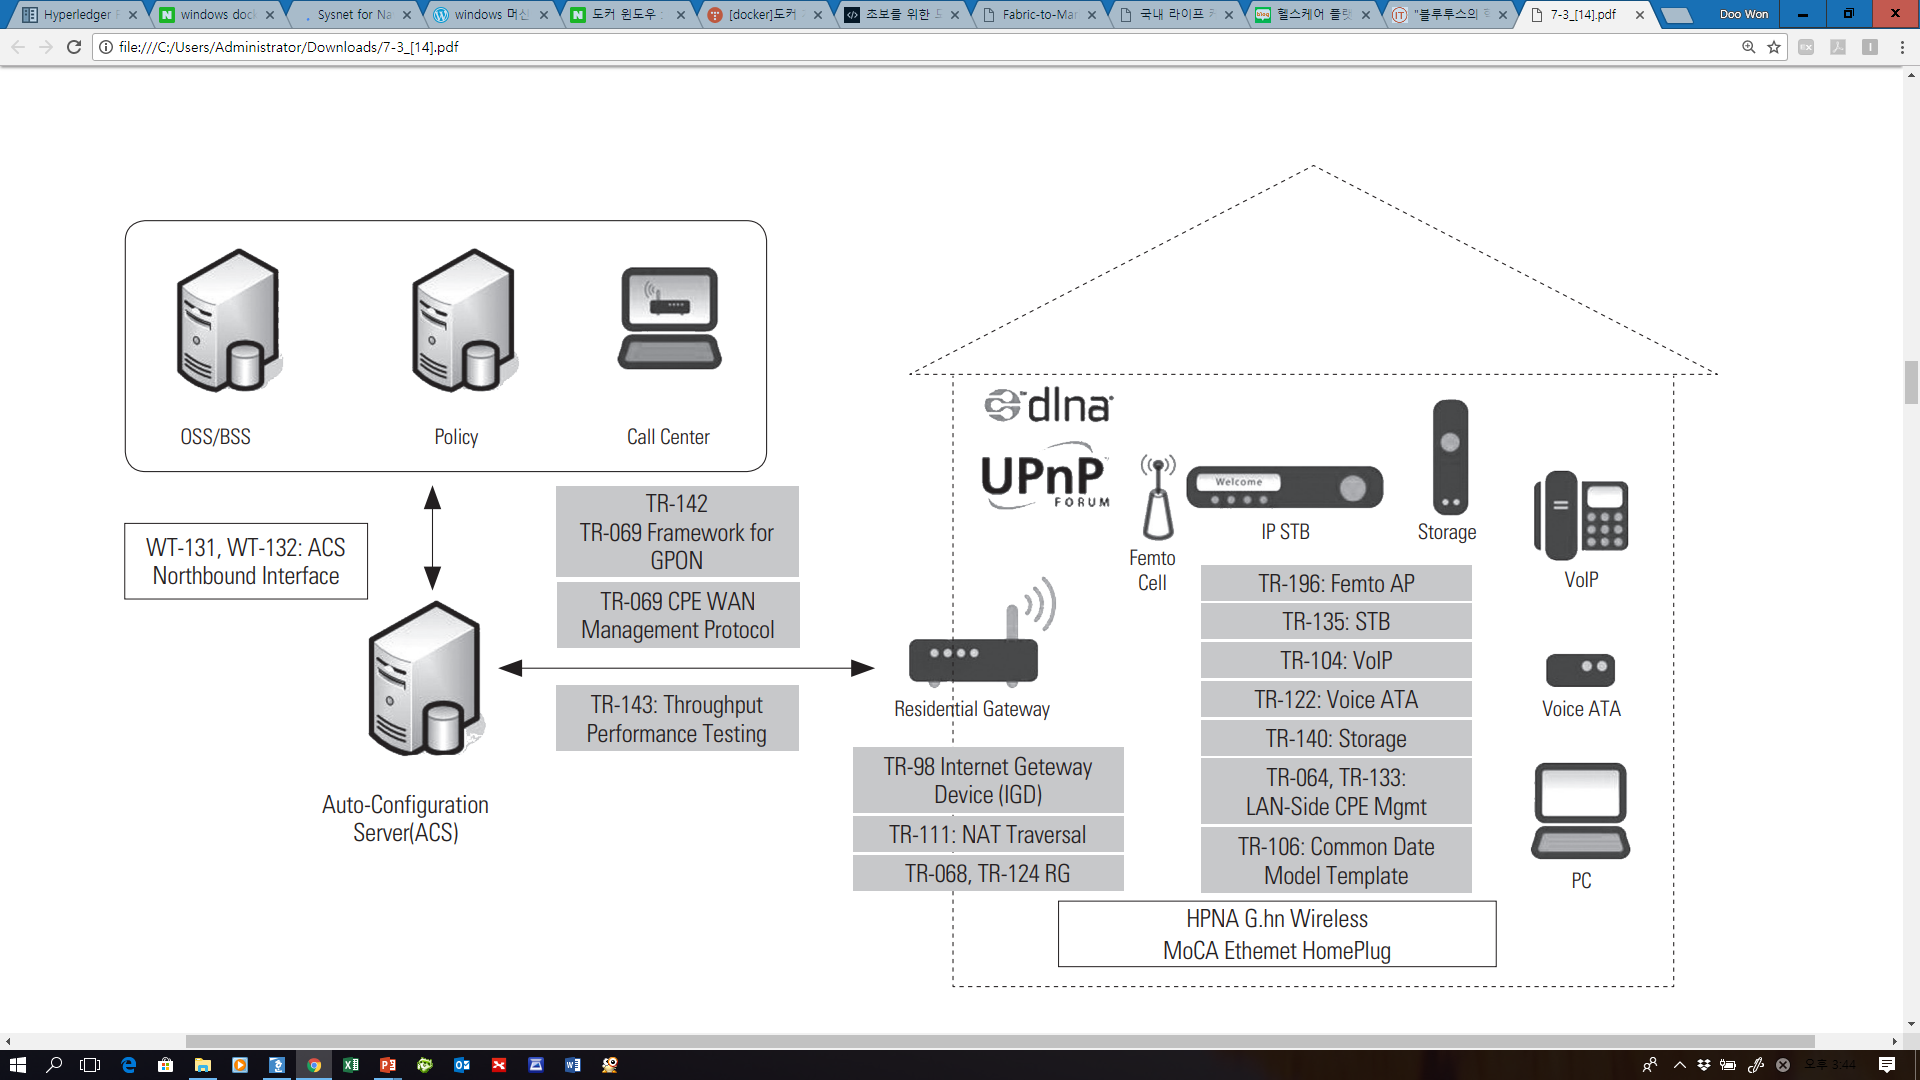 Hyperledger F
windows doc
Sysnet for Na
windows 머신
도커 윈도우
[docker]도커
초보를 위한 도
Fabric-to-Mar
국내 라이프
헬스케어 플랫
"블루투스의
7-3_[14].pdf
Doo Won
file:///C:/Users/Administrator/Downloads/7-3_[14].pdf
OSS/BSS
Policy
Call Center
WT-131, WT-132: ACS
Northbound Interface
TR-142
TR-069 Framework for
GPON
TR-069 CPE WAN
Management Protocol
TR-143: Throughput
Performance Testing
Auto-Configuration
Server(ACS)
dlna
UPnP
FORUM
Femto
Cell
Welcome
IP STB
Storage
VoIP
Residential Gateway
TR-98 Internet Geteway
Device (IGD)
TR-111: NAT Traversal
TR-068, TR-124 RG
TR-196: Femto AP
TR-135: STB
TR-104: VoIP
TR-122: Voice ATA
TR-140: Storage
TR-064, TR-133:
LAN-Side CPE Mgmt
TR-106: Common Date
Model Template
Voice ATA
PC
HPNA G.hn Wireless
MoCA Ethemet HomePlug
오후 3:44